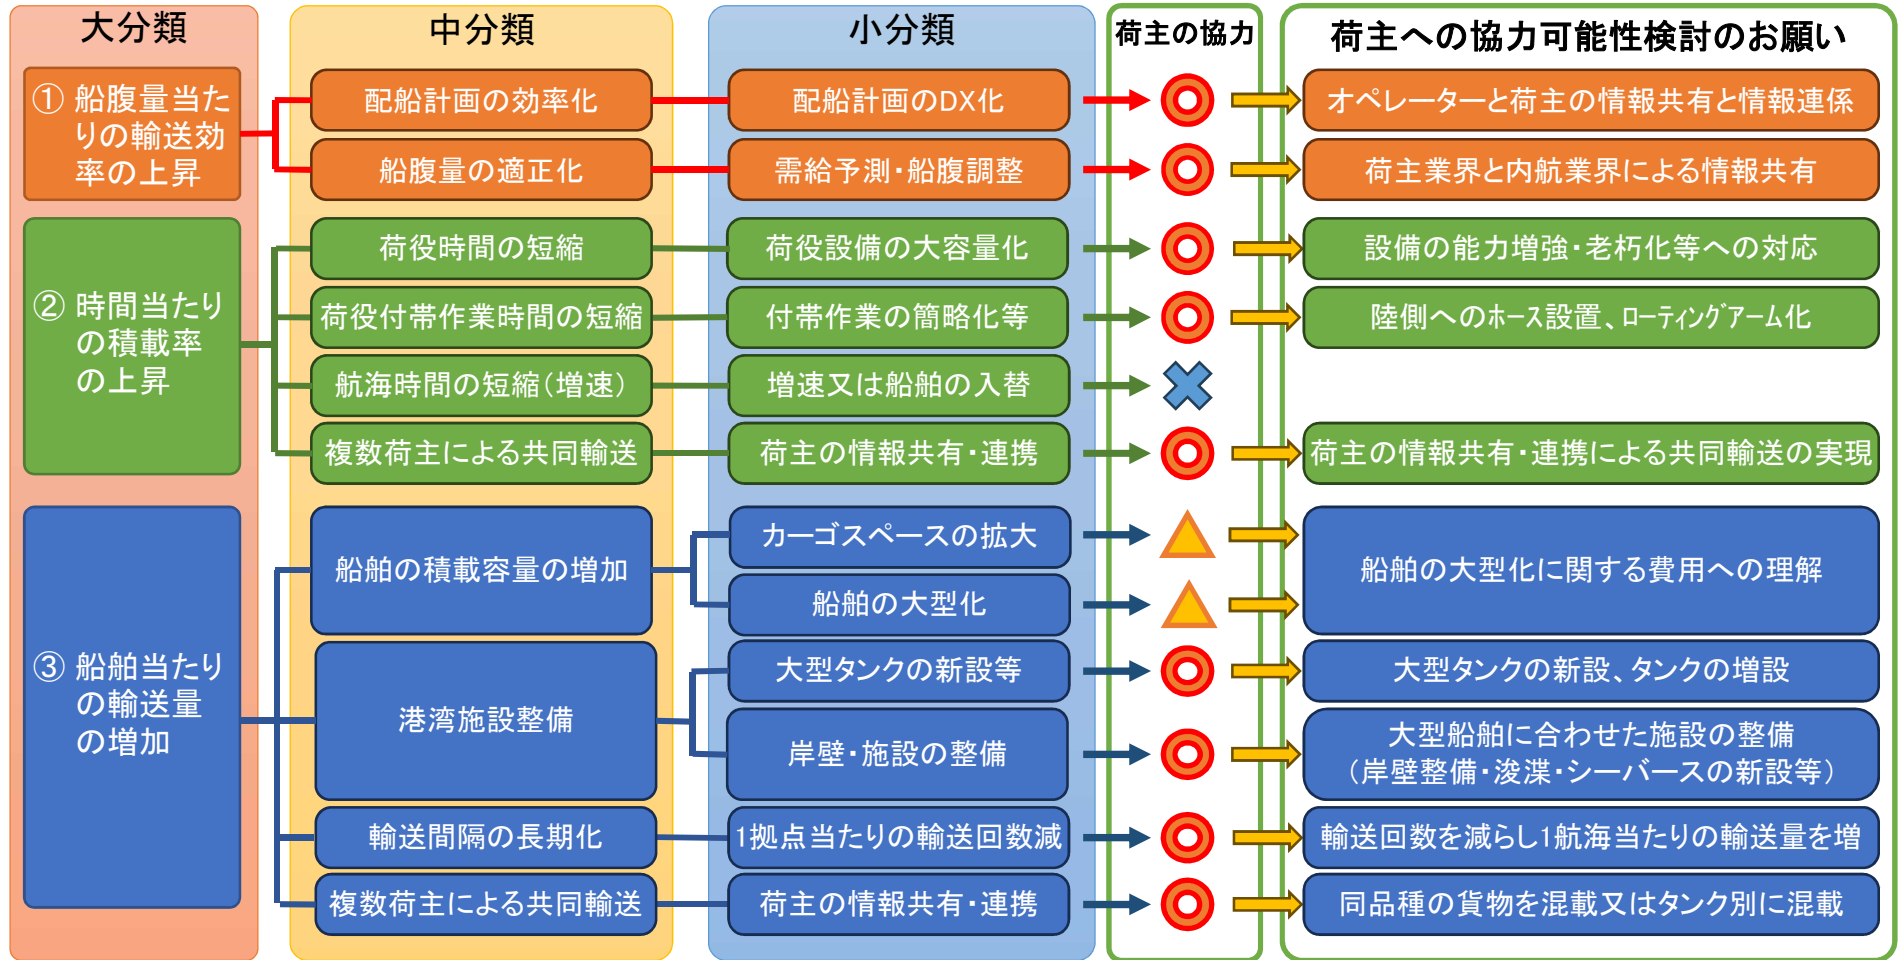 大分類
中分類
小分類
荷主の協力
荷主への協力可能性検討のお願い
① 船腹量当た
りの輸送効
率の上昇
配船計画の効率化
配船計画のDX化
オペレーターと荷主の情報共有と情報連係
船腹量の適正化
需給予測・船腹調整
荷主業界と内航業界による情報共有
② 時間当たり
の積載率
の上昇
荷役時間の短縮
荷役設備の大容量化
設備の能力増強・老朽化等への対応
荷役付帯作業時間の短縮
付帯作業の簡略化等
陸側へのホース設置、ローティングアーム化
航海時間の短縮（増速）
増速又は船舶の入替
複数荷主による共同輸送
荷主の情報共有・連携
荷主の情報共有・連携による共同輸送の実現
③ 船舶当たり
の輸送量
の増加
船舶の積載容量の増加
カーゴスペースの拡大
船舶の大型化
船舶の大型化に関する費用への理解
港湾施設整備
大型タンクの新設等
大型タンクの新設、タンクの増設
岸壁・施設の整備
大型船舶に合わせた施設の整備
（岸壁整備・浚渫・シーバースの新設等）
輸送間隔の長期化
1拠点当たりの輸送回数減
輸送回数を減らし1航海当たりの輸送量を増
複数荷主による共同輸送
荷主の情報共有・連携
同品種の貨物を混載又はタンク別に混載